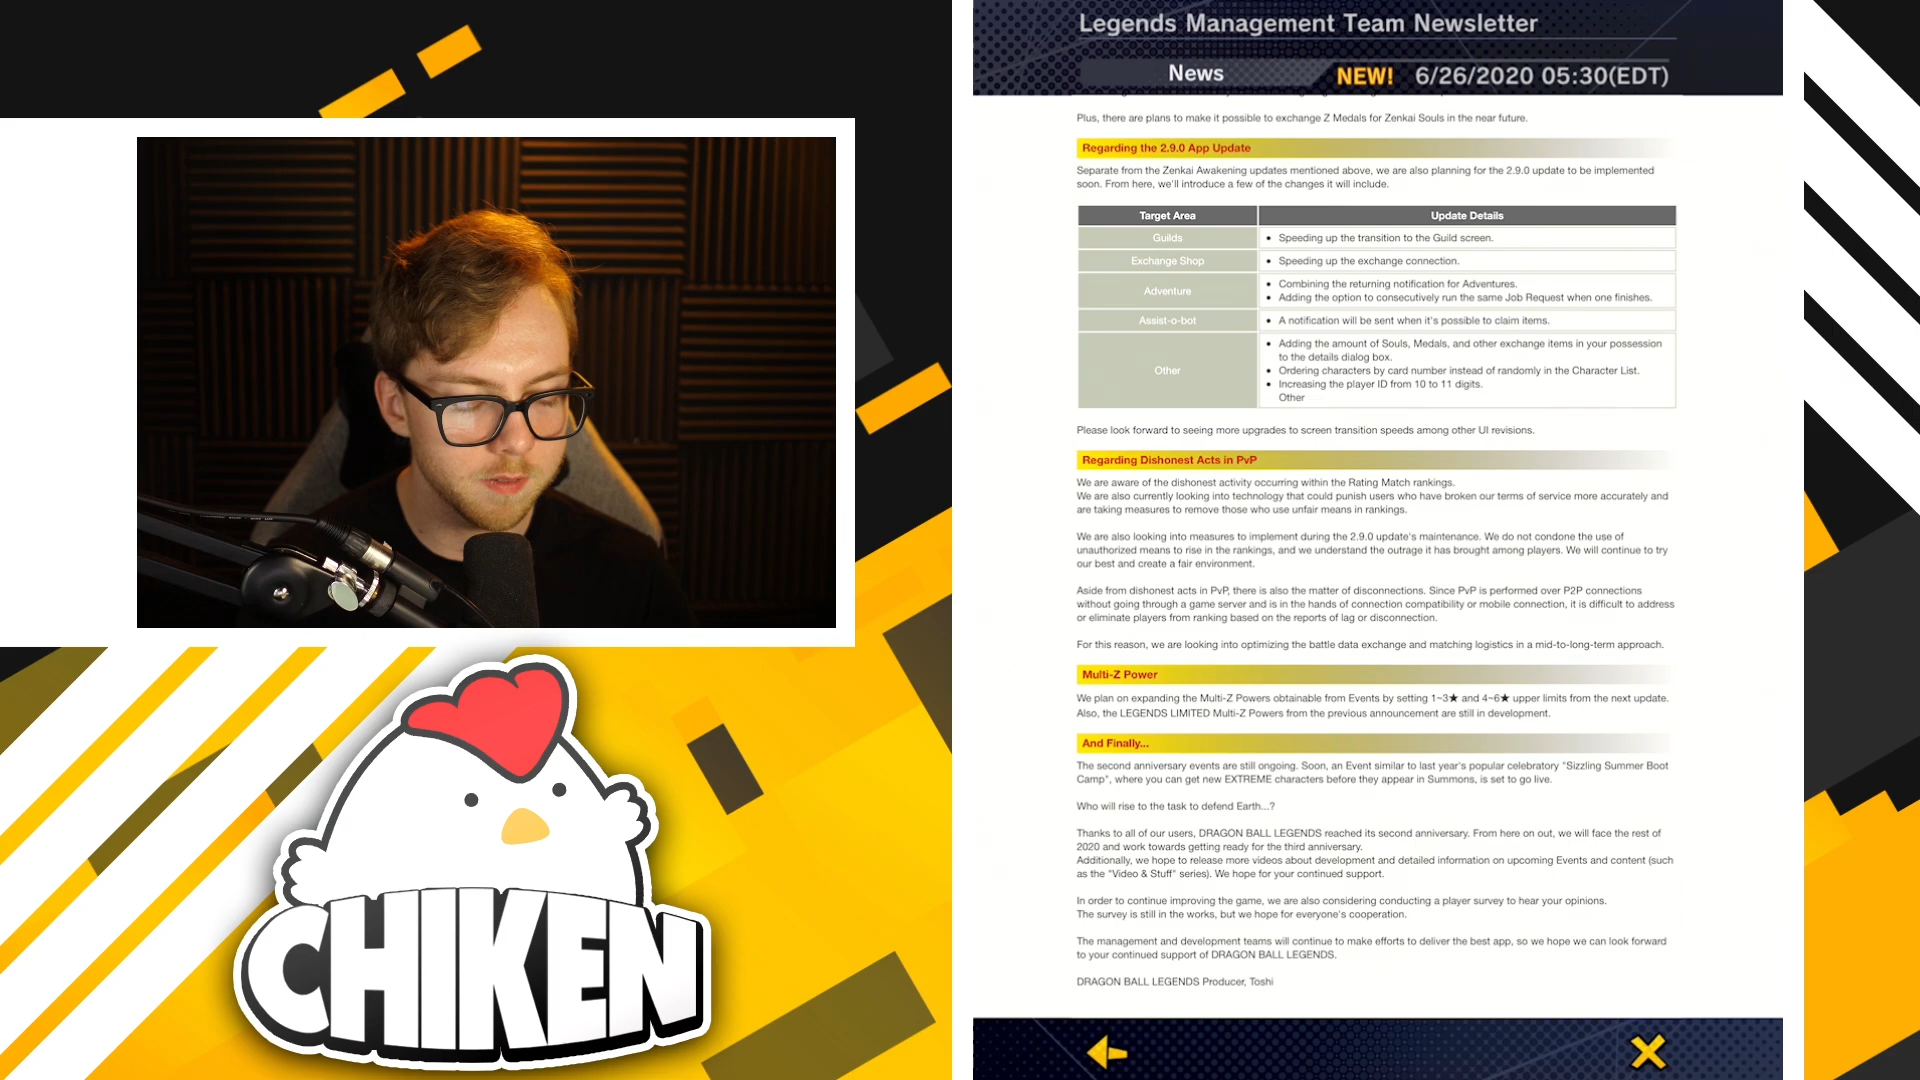 Legends Management Team Newsletter
News
NEW! 6/26/2020 05:30(EDT)
Plus, there are plans to make it possible to exchange Z Medals for Zenkai Souls in the near future.
Regarding the 2.9.0 App Update
Separate from the Zenkai Awakening updates mentioned above, we are also planning for the 2.9.0 update to be implemented
soon. From here, we'll introduce a few of the changes it will include.
Target Area
Update Details
Guilds
• Speeding up the transition to the Guild screen.
Exchange Shop
• Speeding up the exchange connection.
Adventure
• Combining the returning notification for Adventures.
• Adding the option to consecutively run the same Job Request when one finishes.
Assist-o-bot
• A notification will be sent when it's possible to claim items.
Other
• Adding the amount of Souls, Medals, and other exchange items in your possession
to the details dialog box.
• Ordering characters by card number instead of randomly in the Character List.
• Increasing the player ID from 10 to 11 digits.
Other
Please look forward to seeing more upgrades to screen transition speeds among other UI revisions.
Regarding Dishonest Acts in PvP
We are aware of the dishonest activity occurring within the Rating Match rankings.
We are also currently looking into technology that could punish users who have broken our terms of service more accurately and
are taking measures to remove those who use unfair means in rankings.
We are also looking into measures to implement during the 2.9.0 update's maintenance. We do not condone the use of
unauthorized means to rise in the rankings, and we understand the outrage it has brought among players. We will continue to try
our best and create a fair environment.
Aside from dishonest acts in PvP, there is also the matter of disconnections. Since PvP is performed over P2P connections
without going through a game server and is in the hands of connection compatibility or mobile connection, it is difficult to address
or eliminate players from ranking based on the reports of lag or disconnection.
For this reason, we are looking into optimizing the battle data exchange and matching logistics in a mid-to-long-term approach.
Multi-Z Power
We plan on expanding the Multi-Z Powers obtainable from Events by setting 1~3★ and 4~6★ upper limits from the next update.
Also, the LEGENDS LIMITED Multi-Z Powers from the previous announcement are still in development.
And Finally...
The second anniversary events are still ongoing. Soon, an Event similar to last year's popular celebratory "Sizzling Summer Boot
Camp", where you can get new EXTREME characters before they appear in Summons, is set to go live.
Who will rise to the task to defend Earth...?
Thanks to all of our users, DRAGON BALL LEGENDS reached its second anniversary. From here on out, we will face the rest of
2020 and work towards getting ready for the third anniversary.
Additionally, we hope to release more videos about development and detailed information on upcoming Events and content (such
as the "Video & Stuff" series). We hope for your continued support.
In order to continue improving the game, we are also considering conducting a player survey to hear your opinions.
The survey is still in the works, but we hope for everyone's cooperation.
The management and development teams will continue to make efforts to deliver the best app, so we hope we can look forward
to your continued support of DRAGON BALL LEGENDS.
DRAGON BALL LEGENDS Producer, Toshi
CHIKEN